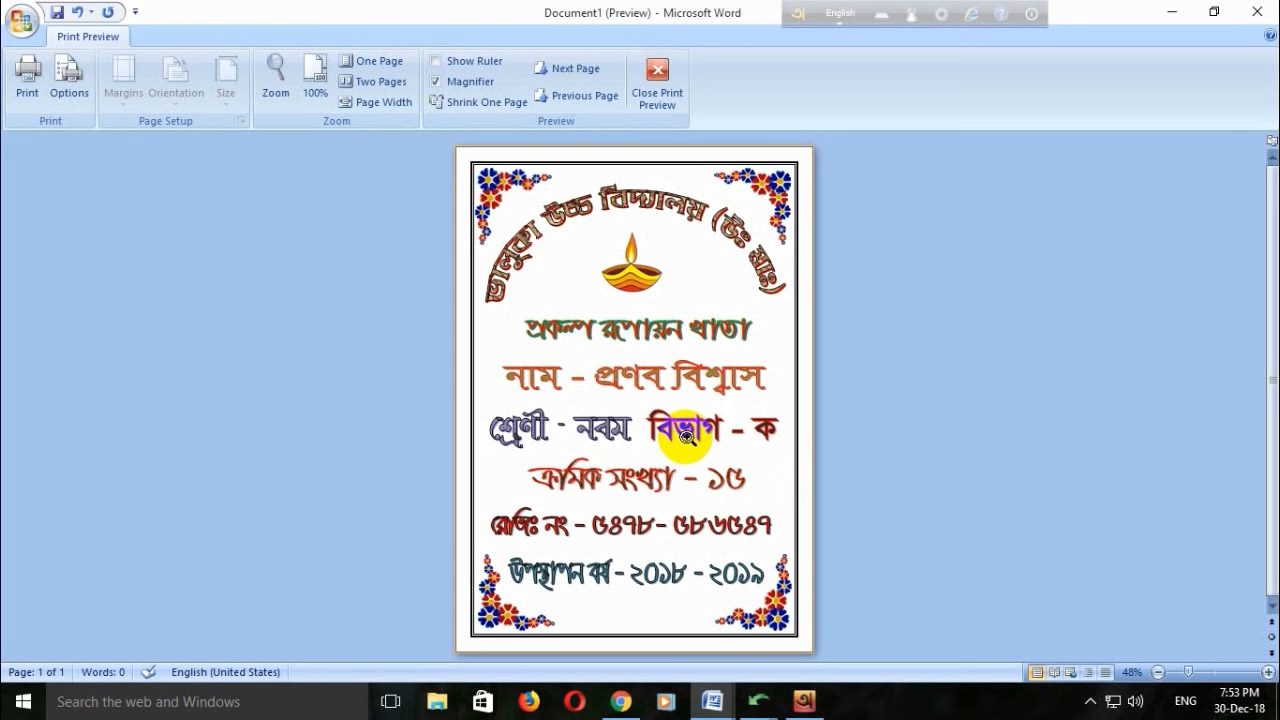 Document1 (Preview) - Microsoft Word
অ English
Print Preview
Print
Options
Margins
Orientation
Size
Zoom
100%
One Page
Two Pages
Page Width
Show Ruler
Magnifier
Shrink One Page
Next Page
Previous Page
Close Print Preview
Print
Page Setup
Zoom
Preview
ভালুকা উচ্চ বিদ্যালয় (উঃ মাঃ)
প্রকল্প রূপায়ন খাতা
নাম - প্রণব বিশ্বাস
শ্রেণী - নবম বিভাগ - ক
ক্রমিক সংখ্যা - ১৫
রেজিঃ নং - ৫৪৭৮- ৫৮৬৫৪৭
উপস্থাপন বর্ষ - ২০১৮ - ২০১৯
Page: 1 of 1 Words: 0 English (United States) 48%
Search the web and Windows
ENG
7:53 PM
30-Dec-18